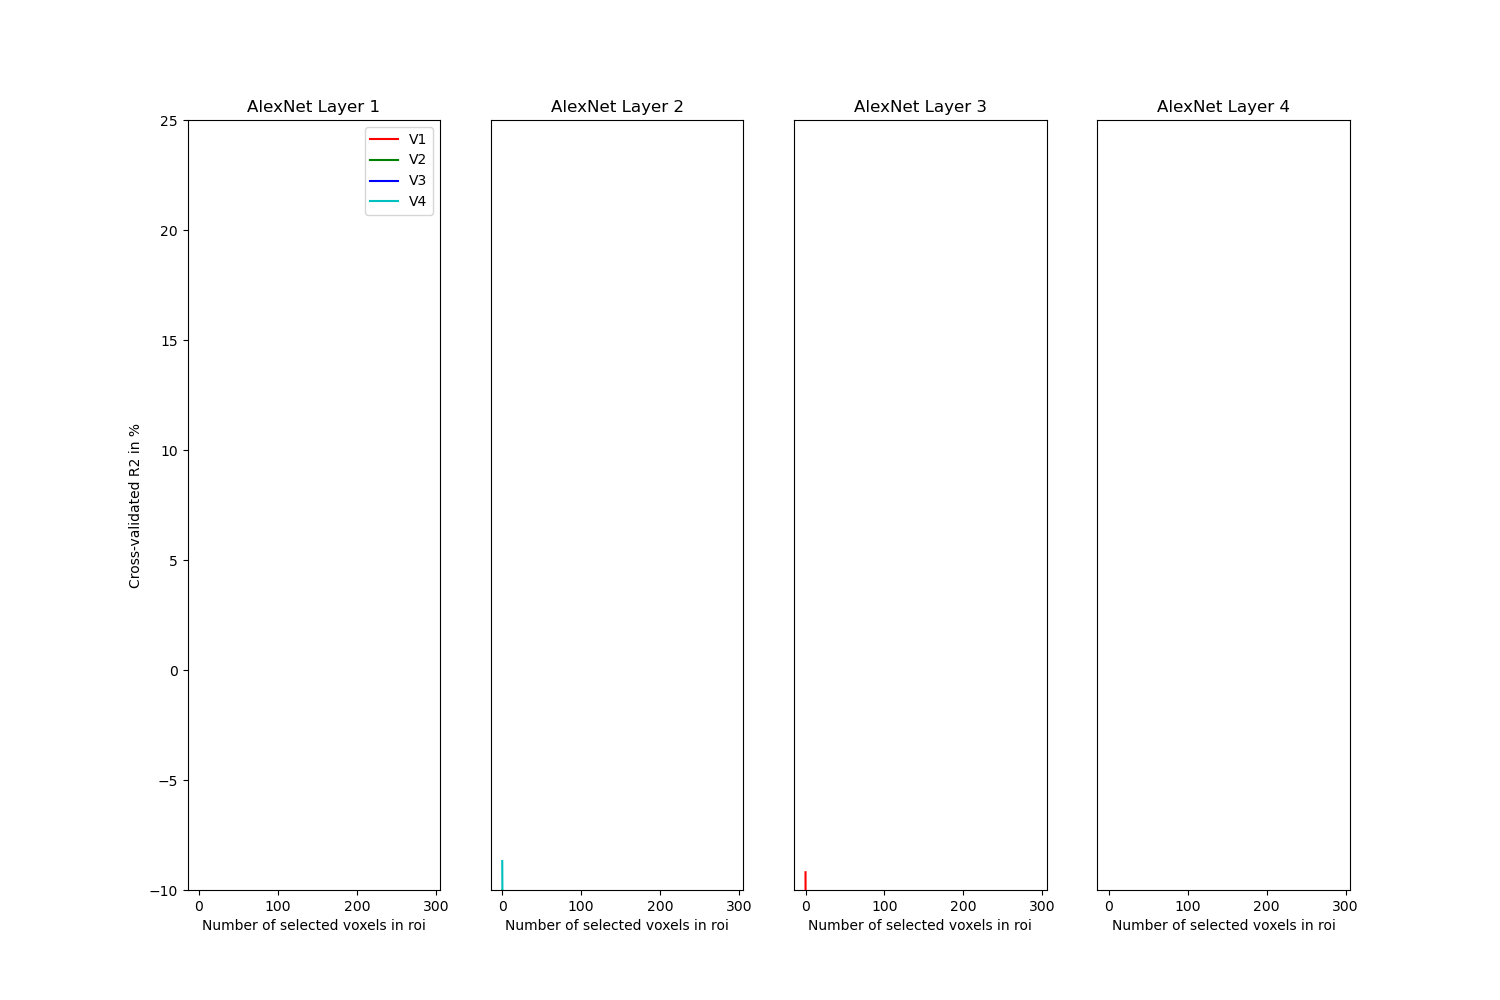 AlexNet Layer 1
AlexNet Layer 2
AlexNet Layer 3
AlexNet Layer 4
V1
V2
V3
V4
25
20
15
10
5
0
−5
−10
Cross-validated R2 in %
0 100 200 300
0 100 200 300
0 100 200 300
0 100 200 300
Number of selected voxels in roi
Number of selected voxels in roi
Number of selected voxels in roi
Number of selected voxels in roi